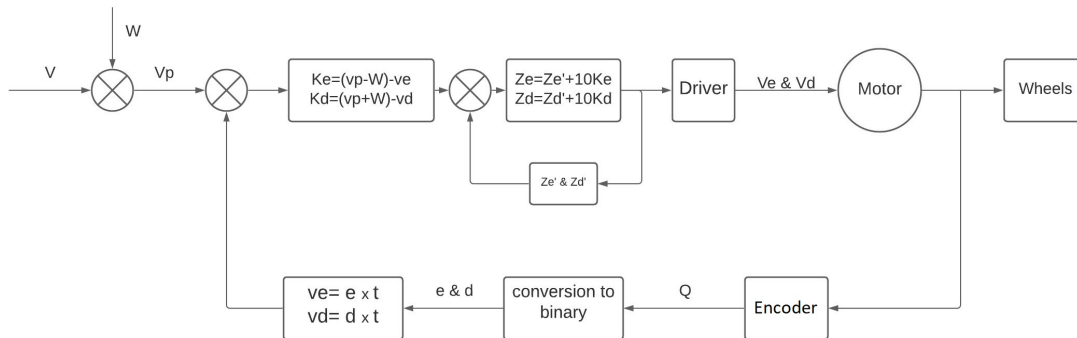 W
V
Vp
Ke=(vp-W)-ve
Kd=(vp+W)-vd
Ze=Ze'+10Ke
Zd=Zd'+10Kd
Driver
Ve & Vd
Motor
Wheels
Ze' & Zd'
ve= e x t
vd= d x t
e & d
conversion to
binary
Q
Encoder